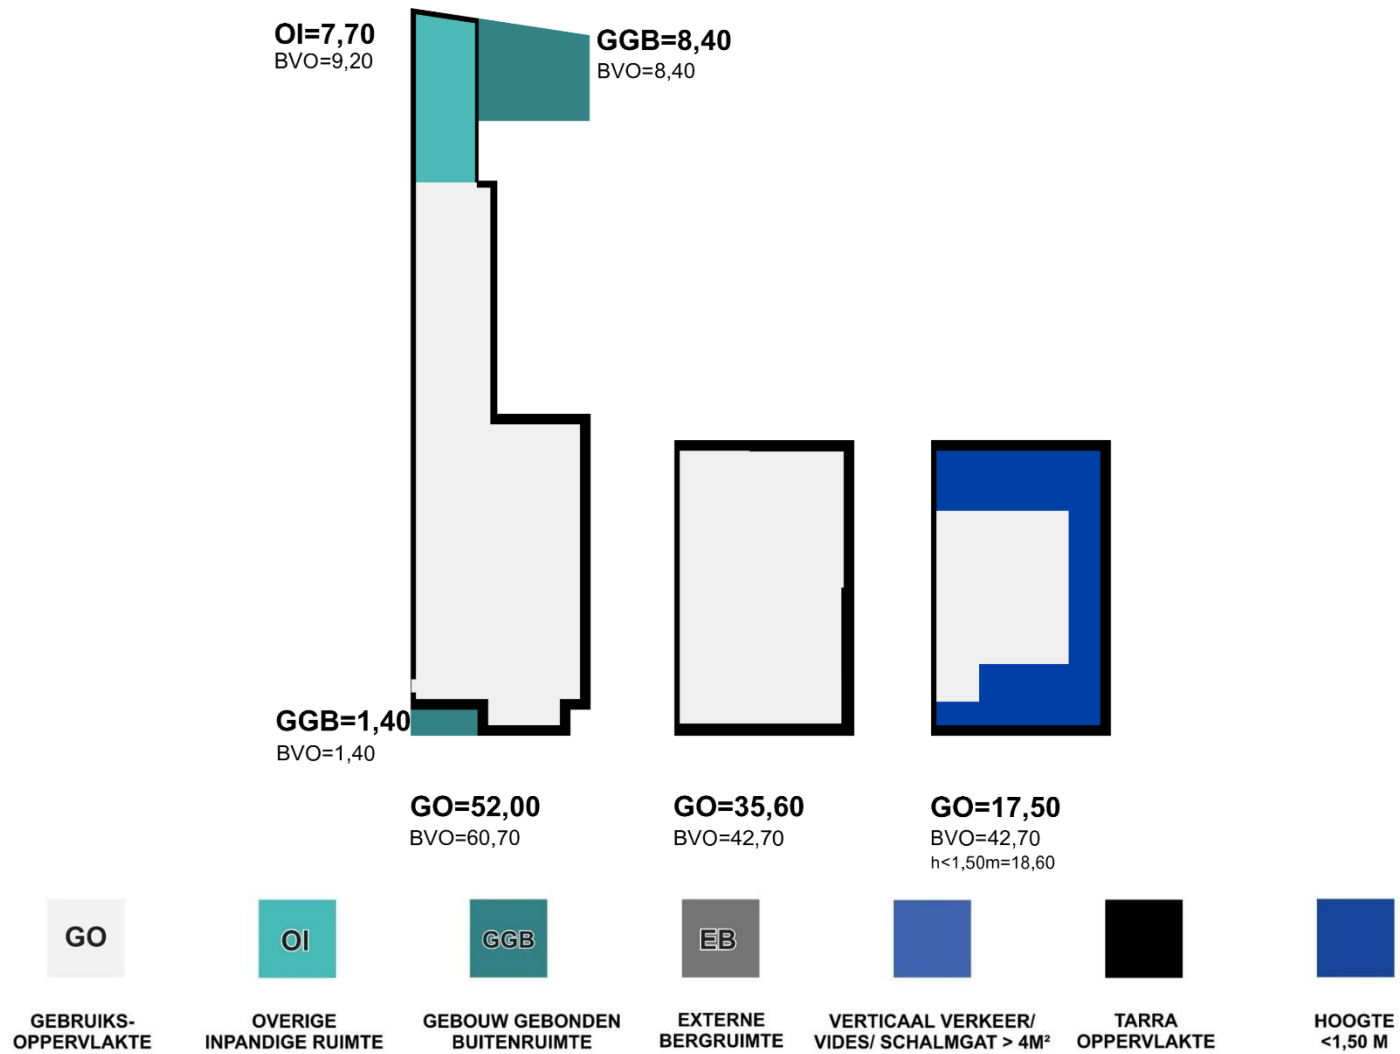 OI=7,70
BVO=9,20
GGB=8,40
BVO=8,40
GGB=1,40
BVO=1,40
GO=52,00
BVO=60,70
GO=35,60
BVO=42,70
GO=17,50
BVO=42,70
h<1,50m=18,60
GO
OI
GGB
EB
GEBRUIKS-
OPPERVLAKTE
OVERIGE
INPANDIGE RUIMTE
GEBOUW GEBONDEN
BUITENRUIMTE
EXTERNE
BERGRUIMTE
VERTICAAL VERKEER/
VIDES/ SCHALMGAT > 4M²
TARRA
OPPERVLAKTE
HOOGTE
<1,50 M